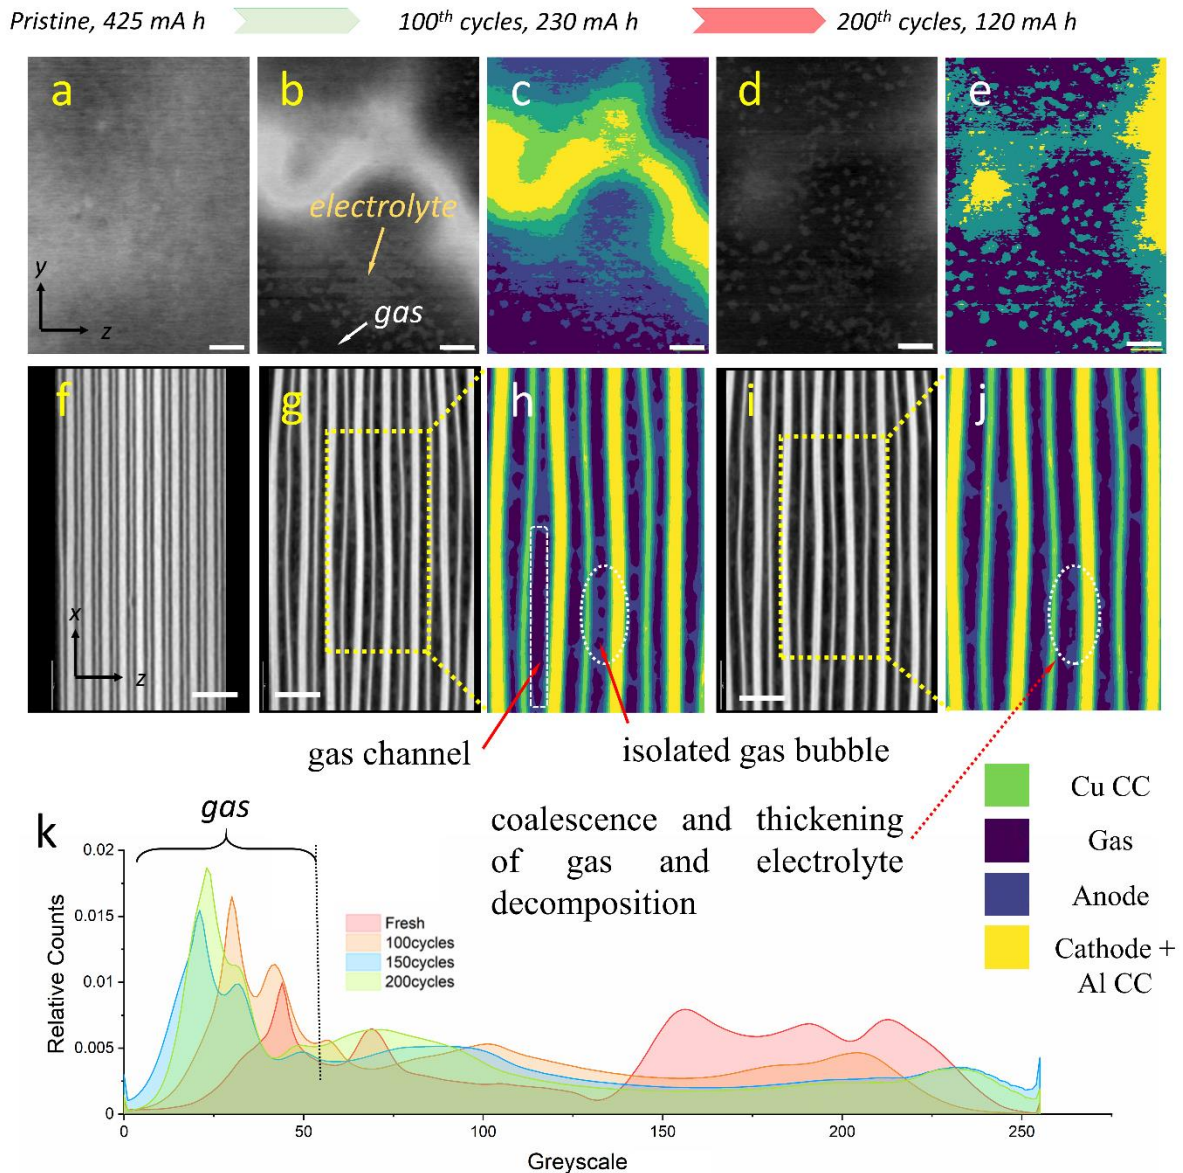 Pristine, 425 mA h
100th cycles, 230 mA h
200th cycles, 120 mA h
a
b
c
d
e
electrolyte
gas
y
z
f
g
h
i
j
x
z
gas channel
isolated gas bubble
coalescence and thickening
of gas and electrolyte
decomposition
Cu CC
Gas
Anode
Cathode +
Al CC
k
gas
0.02
0.015
0.01
0.005
0
Relative Counts
Fresh
100cycles
150cycles
200cycles
0
50
100
150
200
250
Greyscale